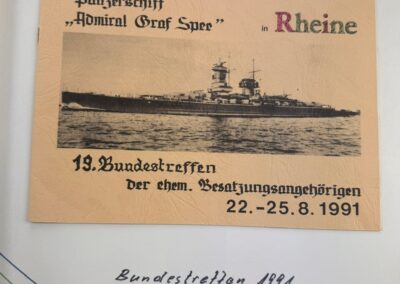 Panzerschiff
„Admiral Graf Spee" in Rheine
19. Bundestreffen
der ehem. Besatzungsangehörigen
22.-25.8.1991
Bundestreffen 1991